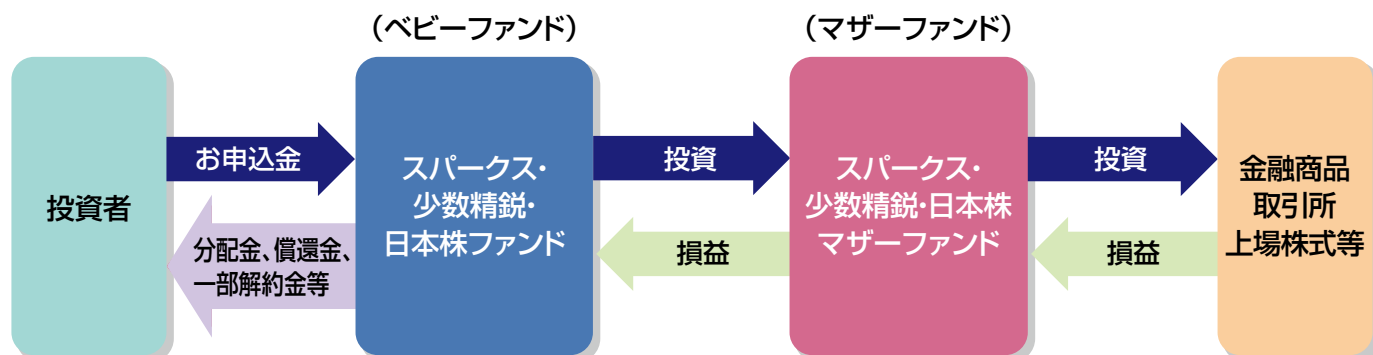 （ベビーファンド）
（マザーファンド）
投資者
お申込金
分配金、償還金、
一部解約金等
スパークス・
少数精鋭・
日本株ファンド
投資
損益
スパークス・
少数精鋭・日本株
マザーファンド
投資
損益
金融商品
取引所
上場株式等